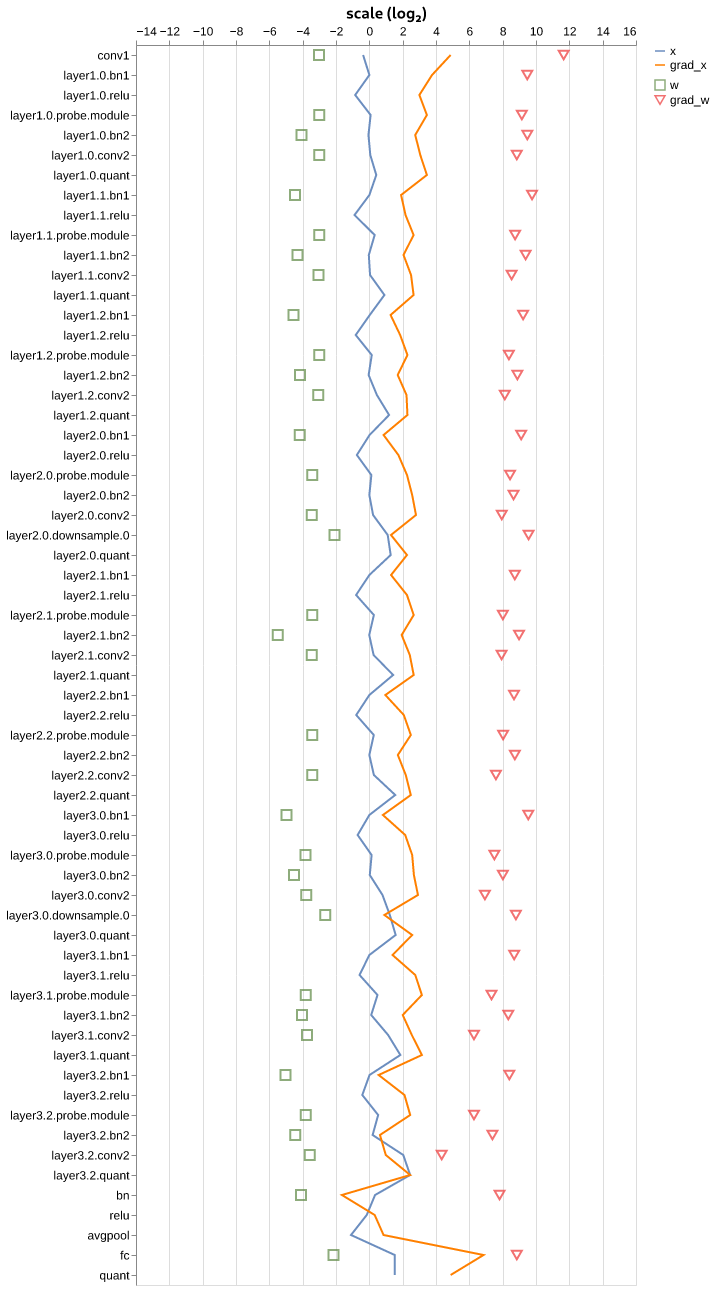 scale (log₂)
−14 −12 −10 −8 −6 −4 −2 0 2 4 6 8 10 12 14 16
x
grad_x
w
grad_w
conv1
layer1.0.bn1
layer1.0.relu
layer1.0.probe.module
layer1.0.bn2
layer1.0.conv2
layer1.0.quant
layer1.1.bn1
layer1.1.relu
layer1.1.probe.module
layer1.1.bn2
layer1.1.conv2
layer1.1.quant
layer1.2.bn1
layer1.2.relu
layer1.2.probe.module
layer1.2.bn2
layer1.2.conv2
layer1.2.quant
layer2.0.bn1
layer2.0.relu
layer2.0.probe.module
layer2.0.bn2
layer2.0.conv2
layer2.0.downsample.0
layer2.0.quant
layer2.1.bn1
layer2.1.relu
layer2.1.probe.module
layer2.1.bn2
layer2.1.conv2
layer2.1.quant
layer2.2.bn1
layer2.2.relu
layer2.2.probe.module
layer2.2.bn2
layer2.2.conv2
layer2.2.quant
layer3.0.bn1
layer3.0.relu
layer3.0.probe.module
layer3.0.bn2
layer3.0.conv2
layer3.0.downsample.0
layer3.0.quant
layer3.1.bn1
layer3.1.relu
layer3.1.probe.module
layer3.1.bn2
layer3.1.conv2
layer3.1.quant
layer3.2.bn1
layer3.2.relu
layer3.2.probe.module
layer3.2.bn2
layer3.2.conv2
layer3.2.quant
bn
relu
avgpool
fc
quant